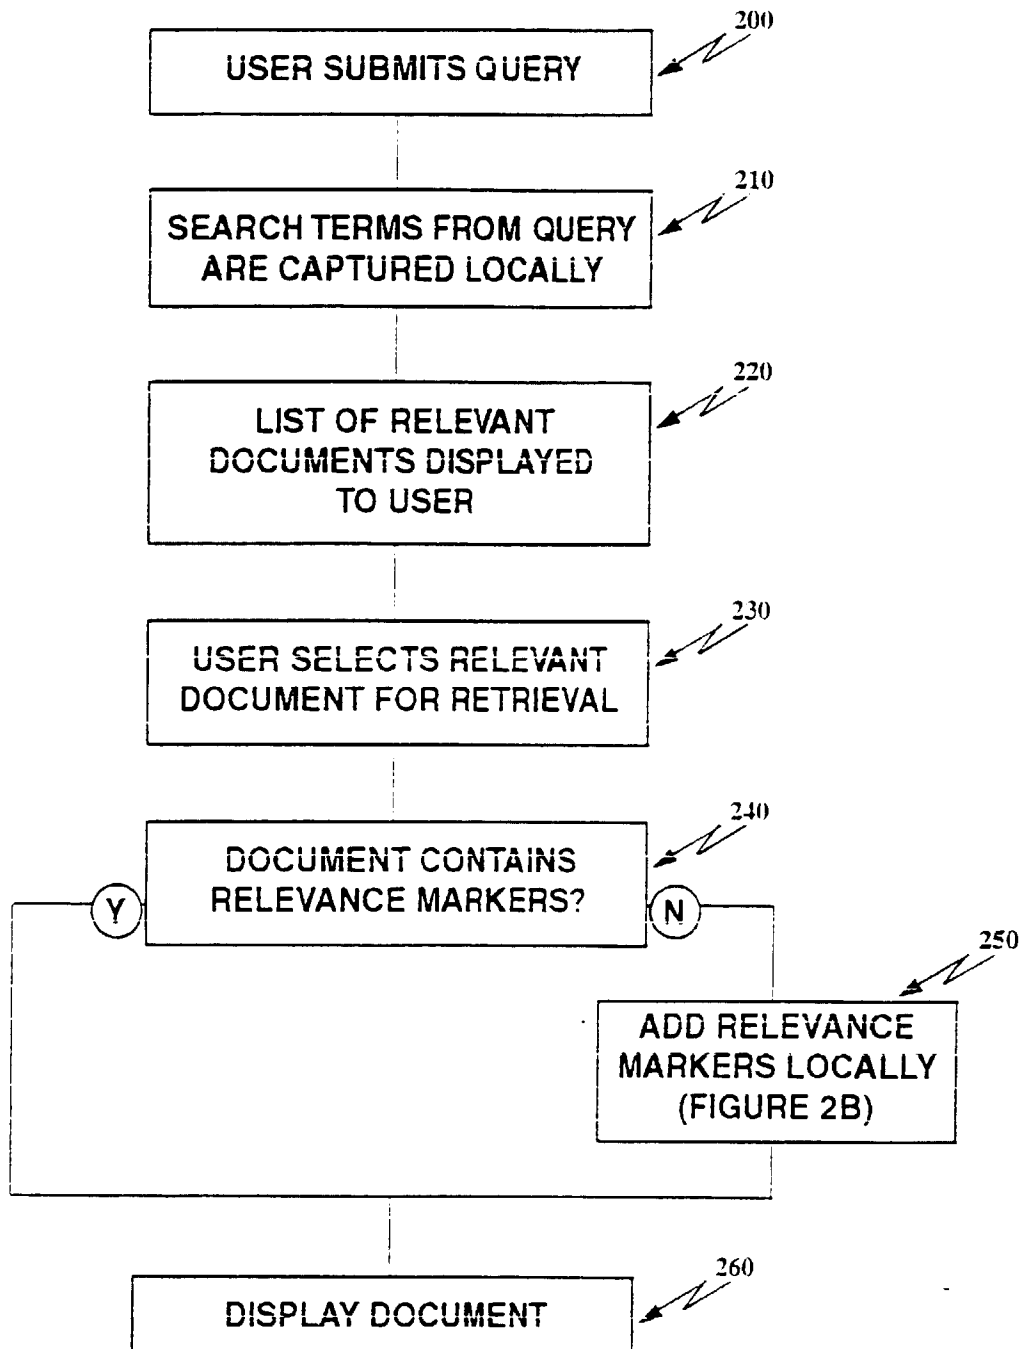 200
USER SUBMITS QUERY
210
SEARCH TERMS FROM QUERY
ARE CAPTURED LOCALLY
220
LIST OF RELEVANT
DOCUMENTS DISPLAYED
TO USER
230
USER SELECTS RELEVANT
DOCUMENT FOR RETRIEVAL
240
DOCUMENT CONTAINS
RELEVANCE MARKERS?
Y
N
250
ADD RELEVANCE
MARKERS LOCALLY
(FIGURE 2B)
260
DISPLAY DOCUMENT